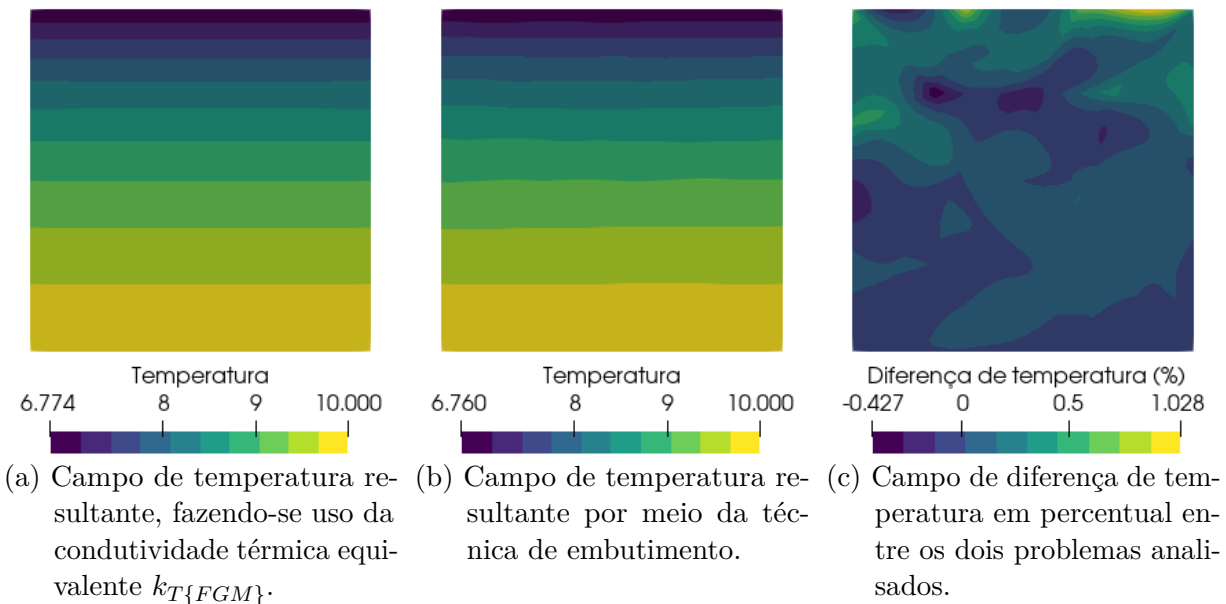 Temperatura
6.774 8 9 10.000
(a) Campo de temperatura re-
sultante, fazendo-se uso da
condutividade térmica equi-
valente k_{T{FGM}}.
Temperatura
6.760 8 9 10.000
(b) Campo de temperatura re-
sultante por meio da téc-
nica de embutimento.
Diferença de temperatura (%)
-0.427 0 0.5 1.028
(c) Campo de diferença de tem-
peratura em percentual en-
tre os dois problemas anali-
sados.